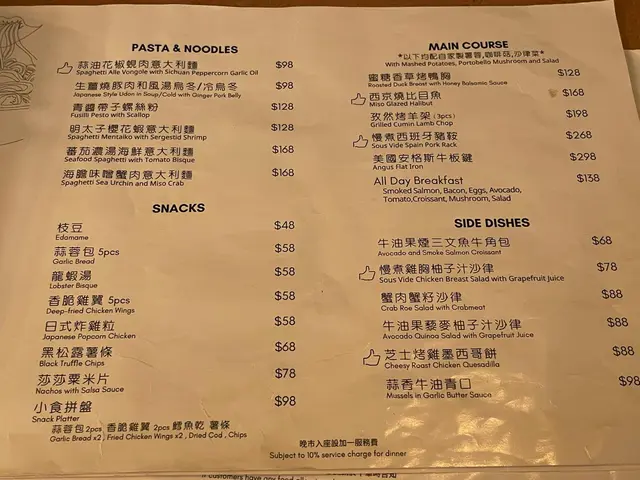 PASTA & NOODLES
蒜油花椒蜆肉意大利麵 $98
Spaghetti Alle Vongole with Sichuan Peppercorn Garlic Oil
生薑燒豚肉和風湯烏冬/冷烏冬 $98
Japanese Style Udon in Soup/Cold with Ginger Pork Belly
青醬帶子螺絲粉 $128
Fusilli Pesto with Scallop
明太子櫻花蝦意大利麵 $128
Spaghetti Mentaiko with Sergestid Shrimp
蕃茄濃湯海鮮意大利麵 $168
Seafood Spaghetti with Tomato Bisque
海膽味噌蟹肉意大利麵 $168
Spaghetti Sea Urchin and Miso Crab
SNACKS
枝豆 $48
Edamame
蒜蓉包 5pcs $58
Garlic Bread
龍蝦湯 $58
Lobster Bisque
香脆雞翼 5pcs $58
Deep-fried Chicken Wings
日式炸雞粒 $58
Japanese Popcorn Chicken
黑松露薯條 $68
Black Truffle Chips
莎莎粟米片 $78
Nachos with Salsa Sauce
小食拼盤 $98
Snack Platter
蒜蓉包 2pcs 香脆雞翼 2pcs 鱈魚乾 薯條
Garlic Bread x2 , Fried Chicken Wings x2 , Dried Cod , Chips
MAIN COURSE
*以下均配自家製薯蓉,啡菇,沙律菜*
With Mashed Potatoes, Portobello Mushroom and Salad
蜜糖香草烤鴨胸 $128
Roasted Duck Breast with Honey Balsamic Sauce
西京燒比目魚 $168
Miso Glazed Halibut
孜然烤羊架 (3pcs) $198
Grilled Cumin Lamb Chop
慢煮西班牙豬鞍 $268
Sous Vide Spain Pork Rack
美國安格斯牛板鍵 $298
Angus Flat Iron
All Day Breakfast $138
Smoked Salmon, Bacon, Eggs, Avocado,
Tomato,Croissant, Mushroom, Salad
SIDE DISHES
牛油果煙三文魚牛角包 $68
Avocado and Smoke Salmon Croissant
慢煮雞胸柚子汁沙律 $78
Sous Vide Chicken Breast Salad with Grapefruit Juice
蟹肉蟹籽沙律 $88
Crab Roe Salad with Crabmeat
牛油果藜麥柚子汁沙律 $88
Avocado Quinoa Salad with Grapefruit Juice
芝士烤雞墨西哥餅 $88
Cheesy Roast Chicken Quesadilla
蒜香牛油青口 $98
Mussels in Garlic Butter Sauce
晚市入座設加一服務費
Subject to 10% service charge for dinner